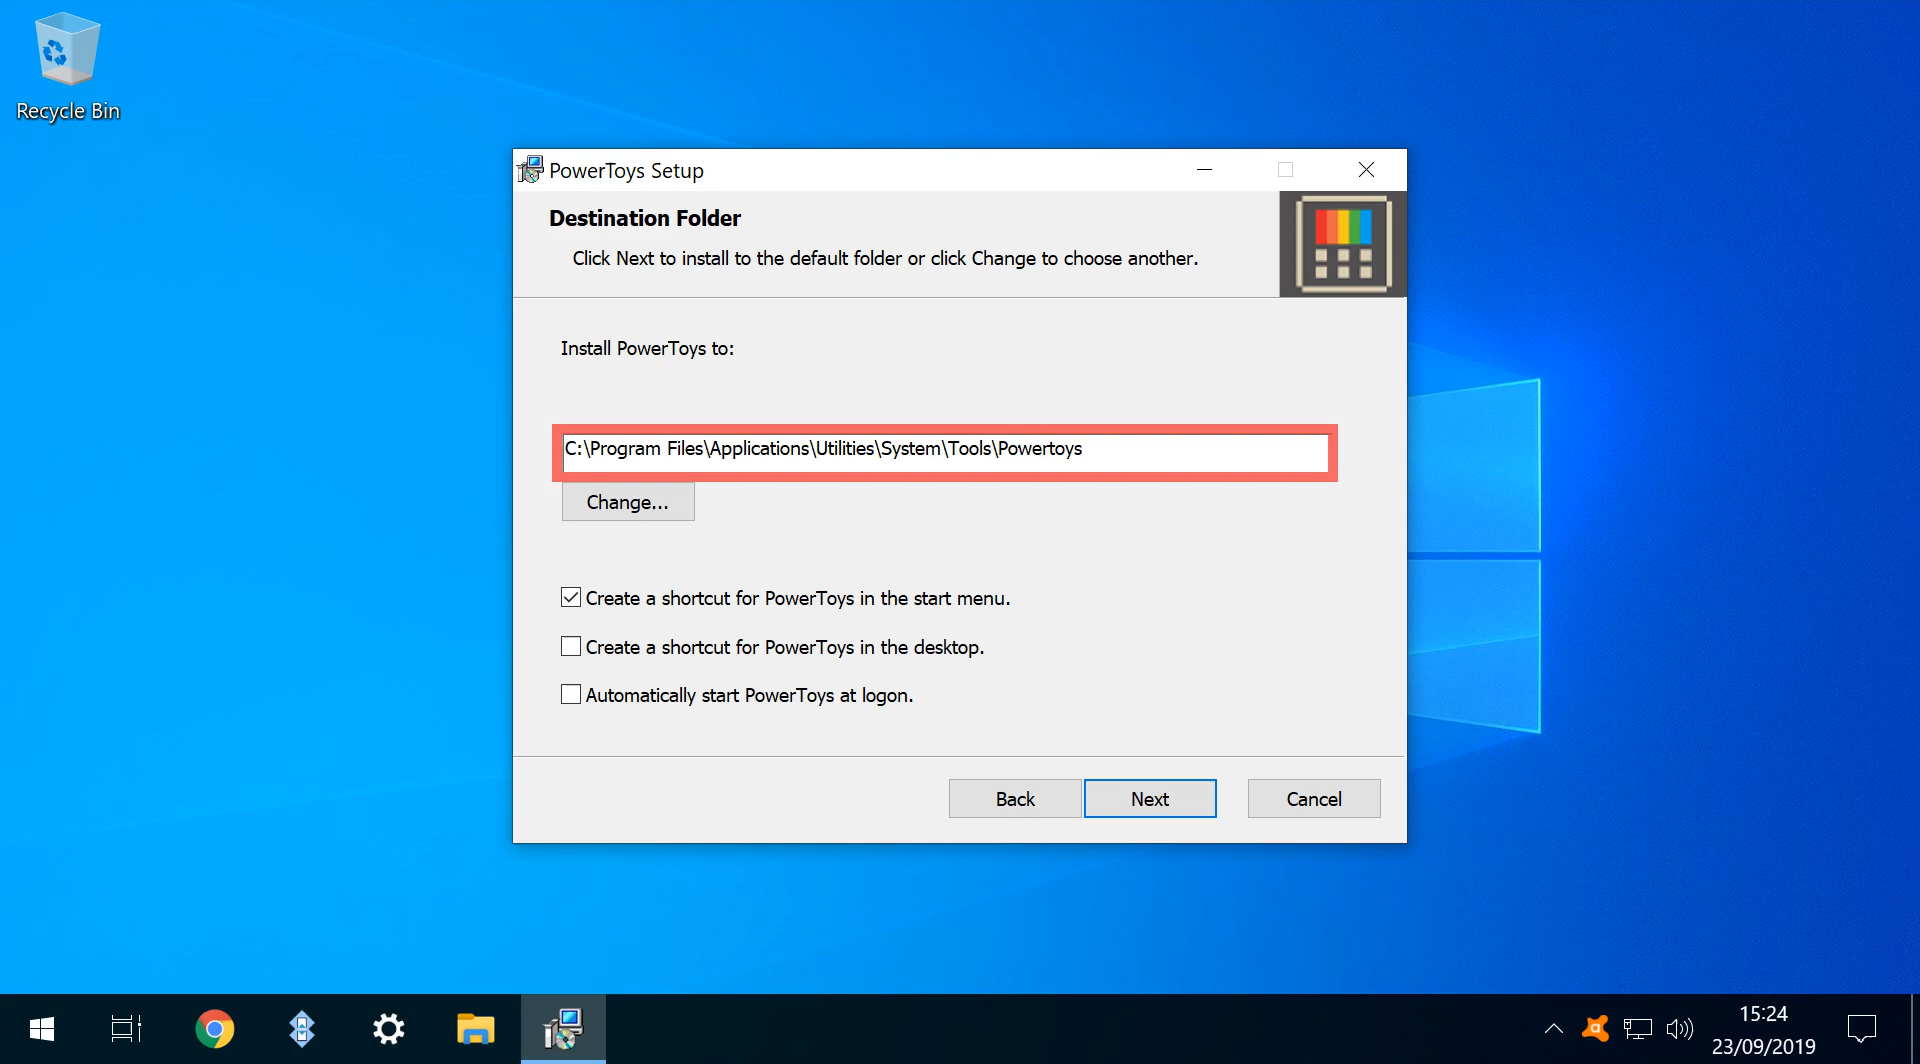 Recycle Bin
PowerToys Setup
Destination Folder
Click Next to install to the default folder or click Change to choose another.
Install PowerToys to:
C:\Program Files\Applications\Utilities\System\Tools\Powertoys
Change...
Create a shortcut for PowerToys in the start menu.
Create a shortcut for PowerToys in the desktop.
Automatically start PowerToys at logon.
Back
Next
Cancel
15:24
23/09/2019